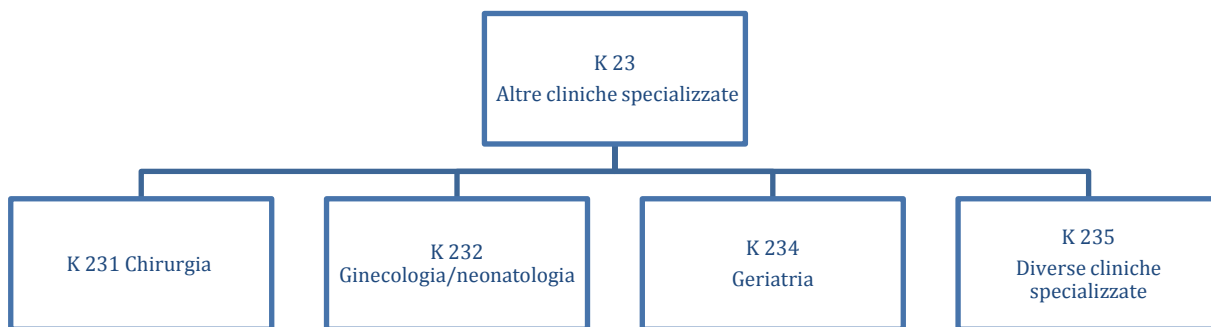 K 23
Altre cliniche specializzate
K 231 Chirurgia
K 232
Ginecologia/neonatologia
K 234
Geriatria
K 235
Diverse cliniche
specializzate